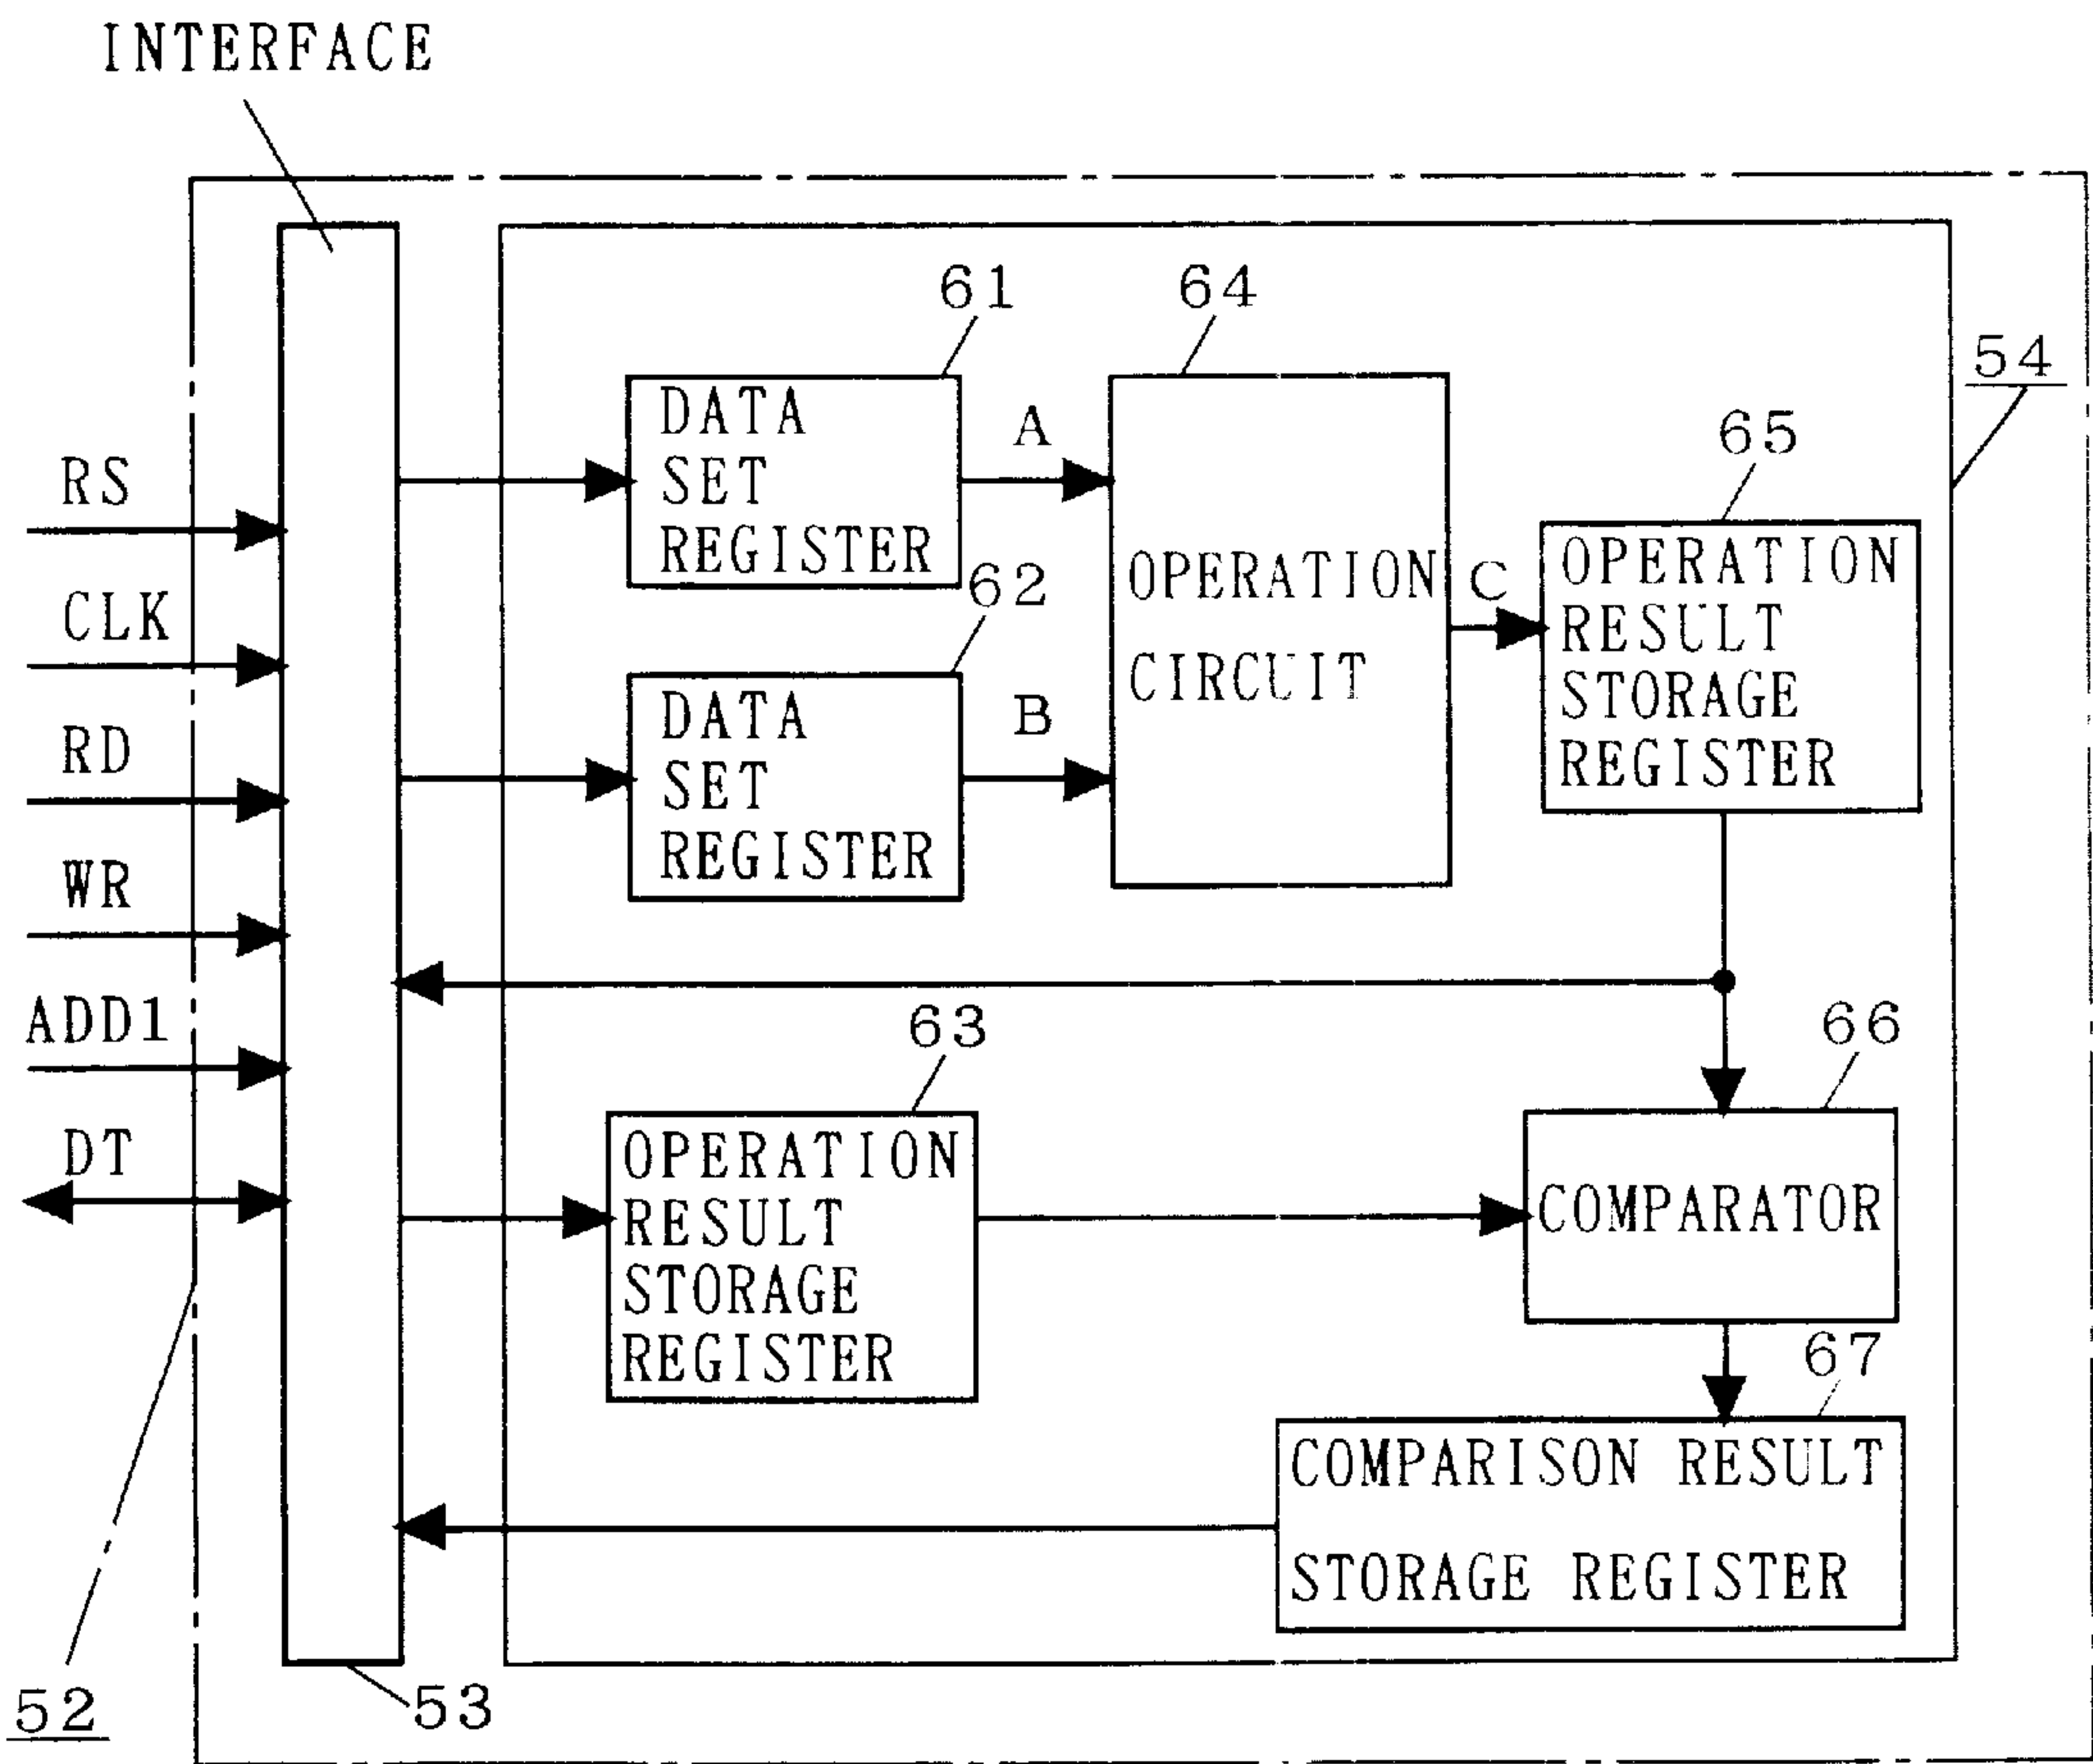 INTERFACE
61
64
54
DATA
SET
REGISTER
A
65
RS
OPERATION
CIRCUIT
C
OPERATION
RESULT
STORAGE
REGISTER
62
CLK
DATA
SET
REGISTER
B
RD
WR
ADD1
63
66
DT
OPERATION
RESULT
STORAGE
REGISTER
COMPARATOR
67
COMPARISON RESULT
STORAGE REGISTER
52
53